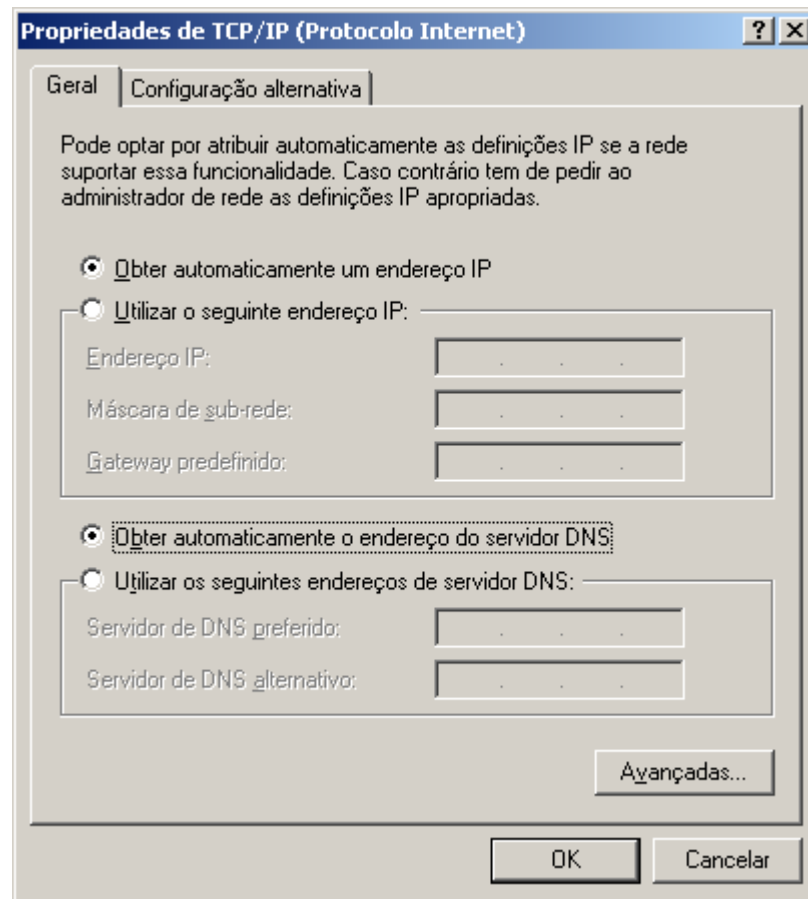 Propriedades de TCP/IP (Protocolo Internet)
Geral
Configuração alternativa
Pode optar por atribuir automaticamente as definições IP se a rede
suportar essa funcionalidade. Caso contrário tem de pedir ao
administrador de rede as definições IP apropriadas.
Obter automaticamente um endereço IP
Utilizar o seguinte endereço IP:
Endereço IP:
Máscara de sub-rede:
Gateway predefinido:
Obter automaticamente o endereço do servidor DNS
Utilizar os seguintes endereços de servidor DNS:
Servidor de DNS preferido:
Servidor de DNS alternativo:
Avançadas...
OK
Cancelar